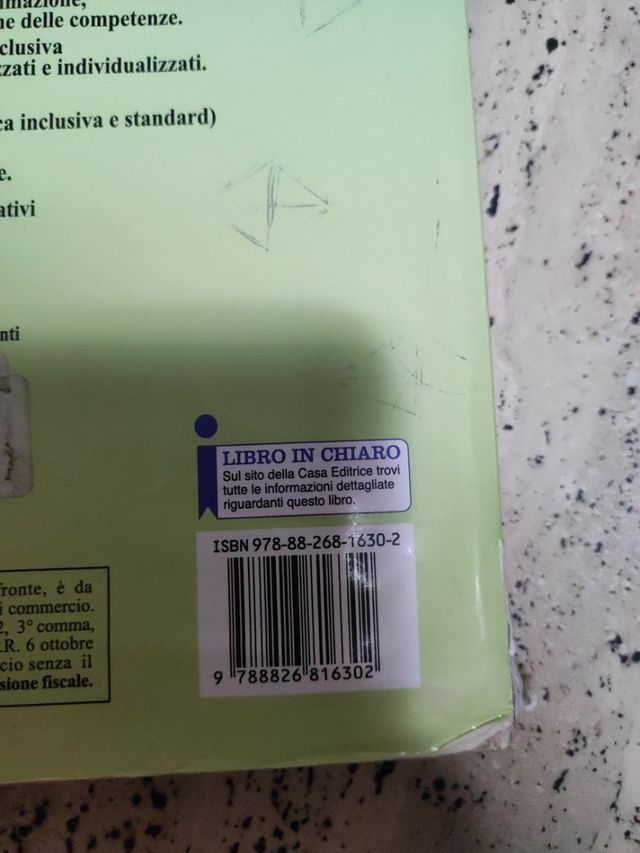 ne delle competenze.
clusiva
zzati e individualizzati.
ca inclusiva e standard)
e.
ativi
nti
LIBRO IN CHIARO
Sul sito della Casa Editrice trovi
tutte le informazioni dettagliate
riguardanti questo libro.
ISBN 978-88-268-1630-2
9 788826 816302
fronte, è da
i commercio.
2, 3° comma,
.R. 6 ottobre
cio senza il
sione fiscale.